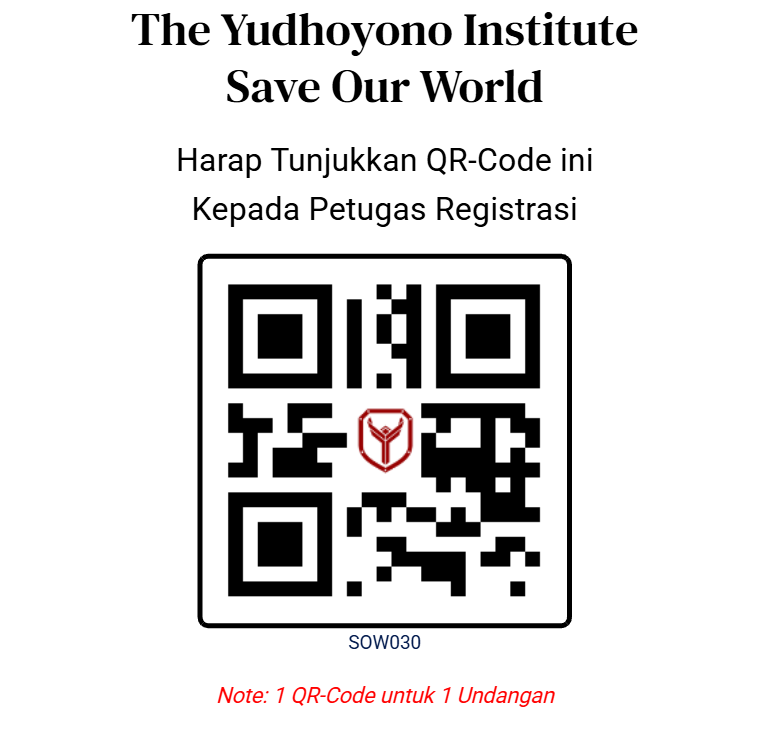 The Yudhoyono Institute
Save Our World
Harap Tunjukkan QR-Code ini
Kepada Petugas Registrasi
SOW030
Note: 1 QR-Code untuk 1 Undangan